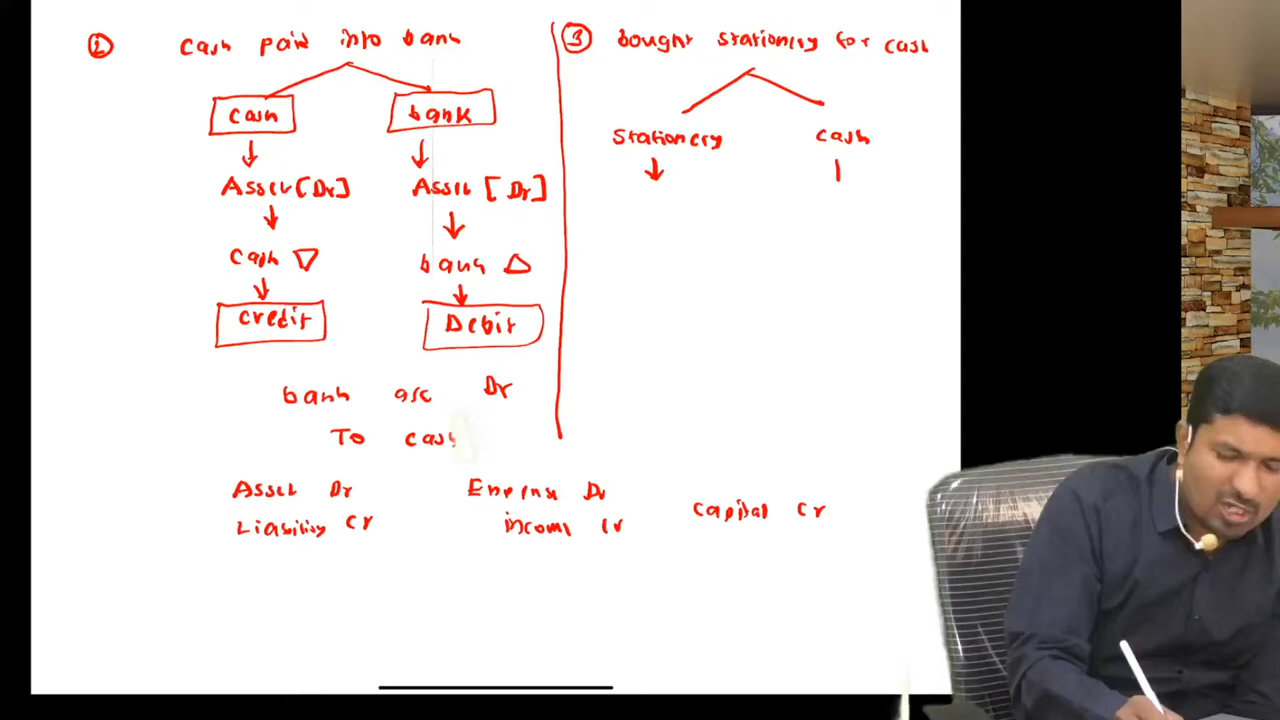 2 cash paid into bank
cash bank
Asset [Dr] Asset [Dr]
cash ▽ bank △
credit Debit
bank a/c Dr
To cash
3 bought stationery for cash
stationery cash
Asset Dr Expense Dr capital Cr
Liability Cr income Cr